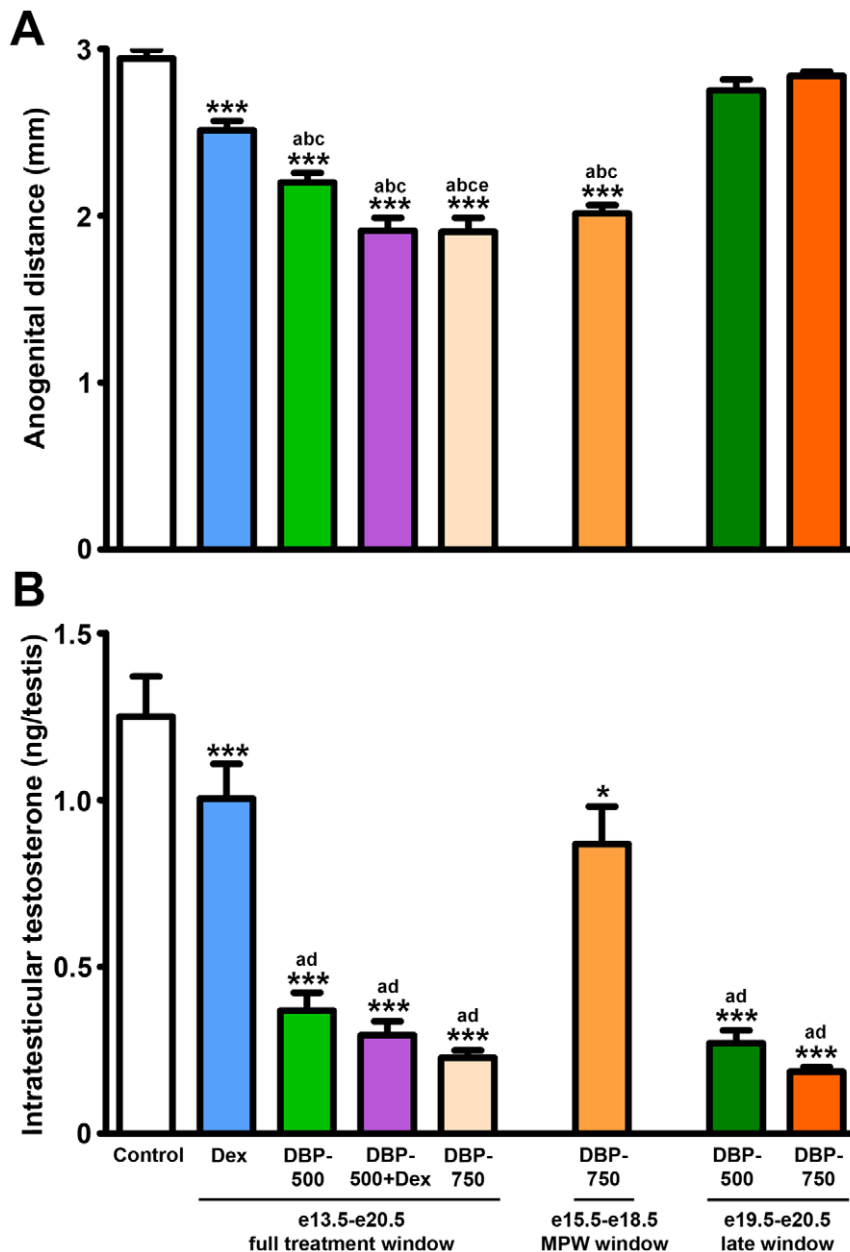 A
Anogenital distance (mm)
3
2
1
0
***
abc
***
abc
***
abce
***
abc
***
B
Intratesticular testosterone (ng/testis)
1.5
1.0
0.5
0
***
ad
***
ad
***
ad
***
*
ad
***
ad
***
Control
Dex
DBP-
500
DBP-
500+Dex
DBP-
750
DBP-
750
DBP-
500
DBP-
750
e13.5-e20.5
full treatment window
e15.5-e18.5
MPW window
e19.5-e20.5
late window